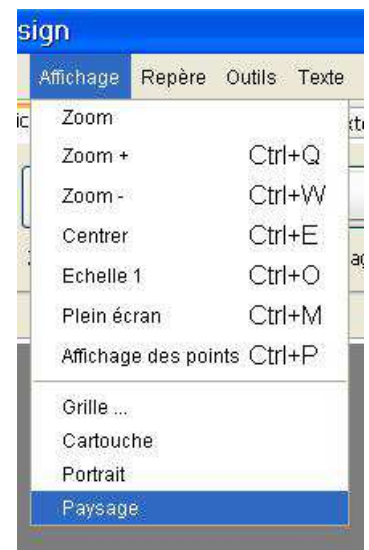 sign
Affichage Repère Outils Texte
Zoom
Zoom + Ctrl+Q
Zoom - Ctrl+W
Centrer Ctrl+E
Echelle 1 Ctrl+O
Plein écran Ctrl+M
Affichage des points Ctrl+P
Grille ...
Cartouche
Portrait
Paysage